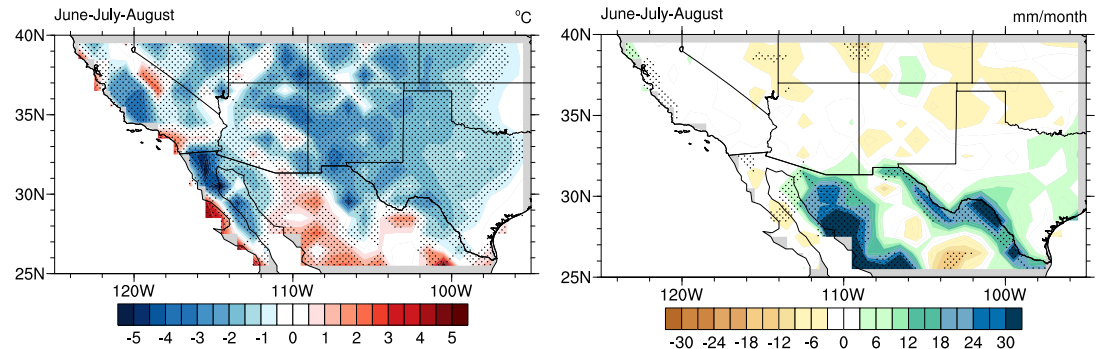 June-July-August °C
40N
35N
30N
25N
120W 110W 100W
-5 -4 -3 -2 -1 0 1 2 3 4 5
June-July-August mm/month
40N
35N
30N
25N
120W 110W 100W
-30 -24 -18 -12 -6 0 6 12 18 24 30